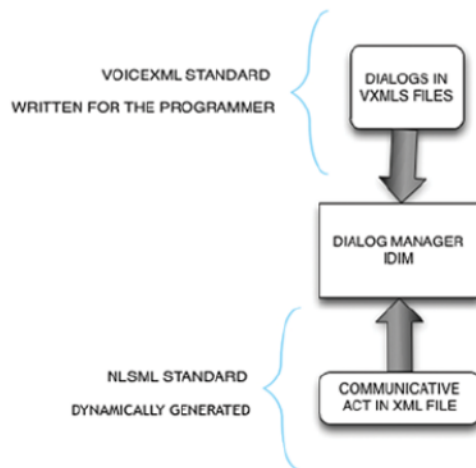 VOICEXML STANDARD
WRITTEN FOR THE PROGRAMMER
DIALOGS IN
VXMLS FILES
DIALOG MANAGER
IDIM
NLSML STANDARD
DYNAMICALLY GENERATED
COMMUNICATIVE
ACT IN XML FILE